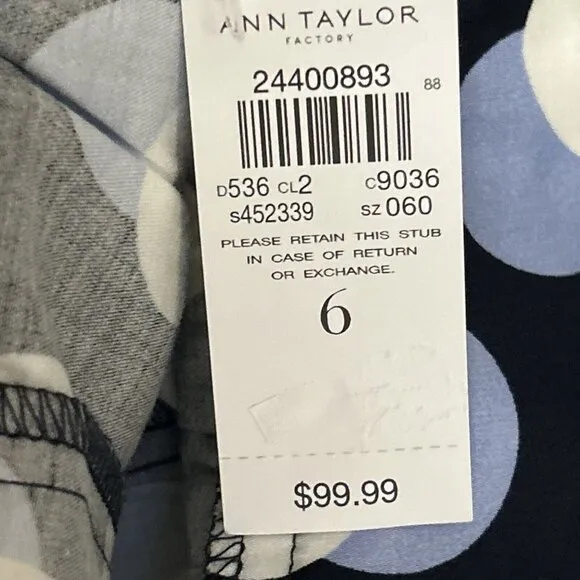 ANN TAYLOR
FACTORY
24400893 88
D536 CL2 C9036
S452339 SZ 060
PLEASE RETAIN THIS STUB
IN CASE OF RETURN
OR EXCHANGE.
6
$99.99